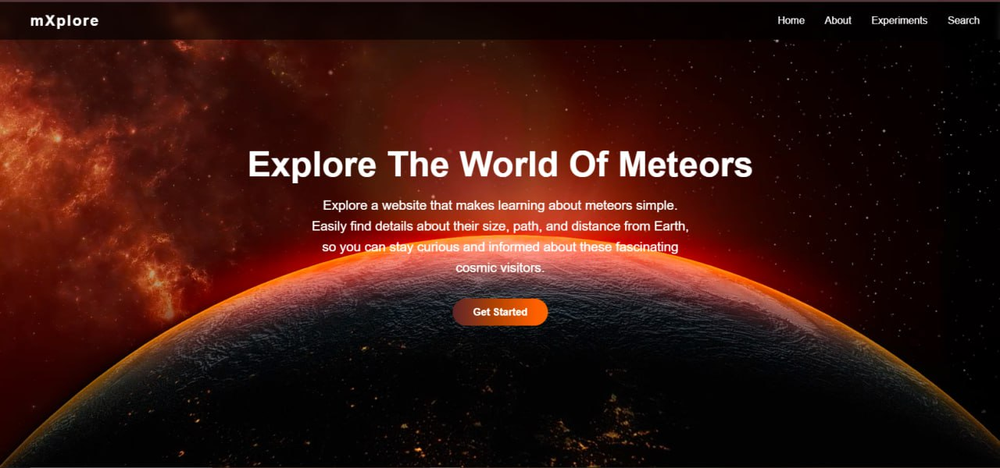 mXplore
Home About Experiments Search
Explore The World Of Meteors
Explore a website that makes learning about meteors simple.
Easily find details about their size, path, and distance from Earth,
so you can stay curious and informed about these fascinating
cosmic visitors.
Get Started